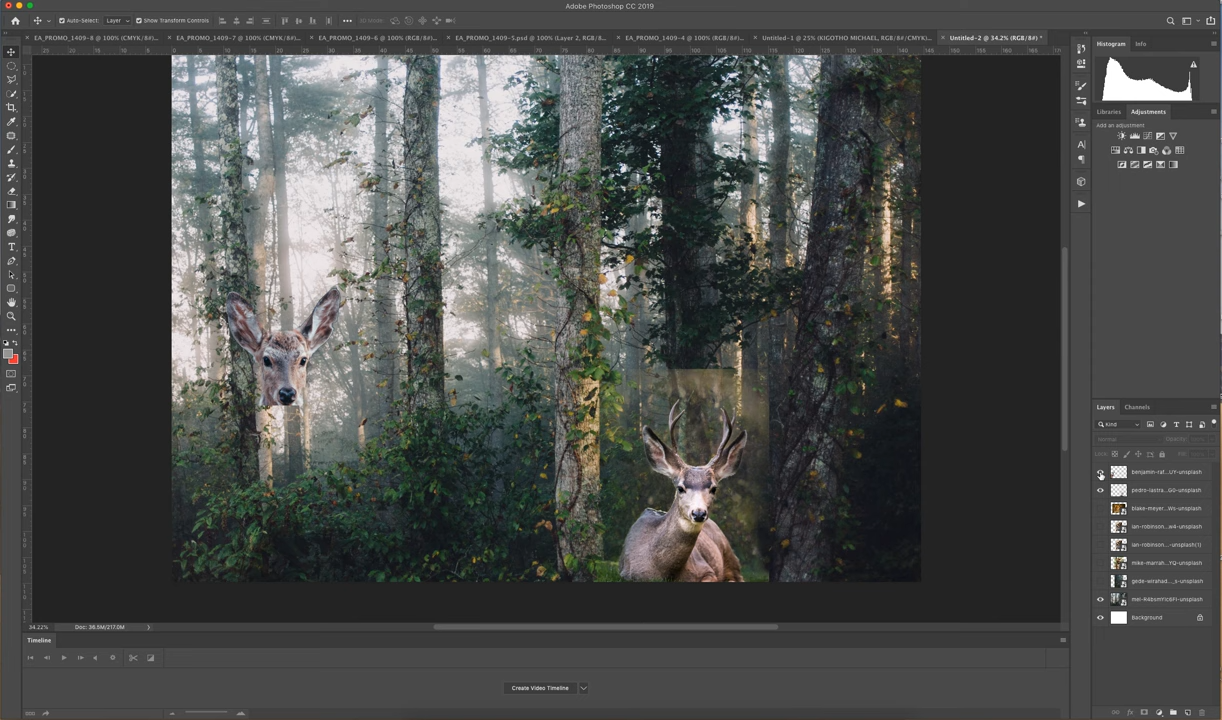 Adobe Photoshop CC 2019
Auto-Select: Layer Show Transform Controls 3D Mode:
EA_PROMO_1409-8 @ 100% (CMYK/8#)... EA_PROMO_1409-7 @ 100% (CMYK/8#)... EA_PROMO_1409-6 @ 100% (RGB/8#)... EA_PROMO_1409-5.psd @ 100% (Layer 2, RGB/8... EA_PROMO_1409-4 @ 100% (RGB/8#)... Untitled-1 @ 25% (KIGOTHO MICHAEL, RGB/8#/CMYK)... Untitled-2 @ 34.2% (RGB/8#) *
Histogram Info
Libraries Adjustments
Add an adjustment
Layers Channels
Kind
Normal Opacity:
Lock: Fill:
benjamin-raf...UY-unsplash
pedro-lastra...G0-unsplash
blake-meyer...Ws-unsplash
ian-robinson...w4-unsplash
ian-robinson...-unsplash(1)
mike-marrah...YQ-unsplash
gede-wirahad..._s-unsplash
Background
34.22% Doc: 36.5M/217.0M
Timeline
Create Video Timeline